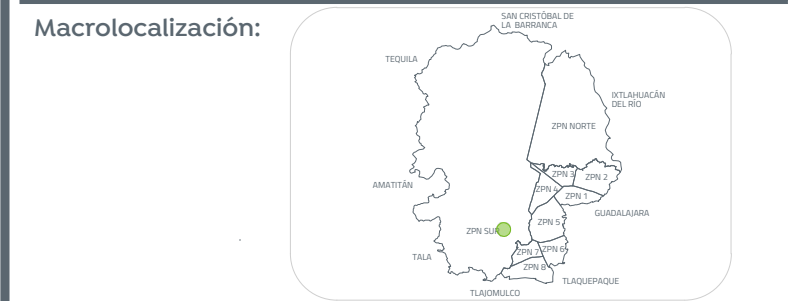 Macrolocalización:
SAN CRISTÓBAL DE
LA BARRANCA
TEQUILA
IXTLAHUACÁN
DEL RÍO
ZPN NORTE
ZPN 3
ZPN 2
AMATITÁN
ZPN 4
ZPN 1
GUADALAJARA
ZPN 5
ZPN SUR
ZPN 7
ZPN 6
TALA
ZPN 8
TLAQUEPAQUE
TLAJOMULCO